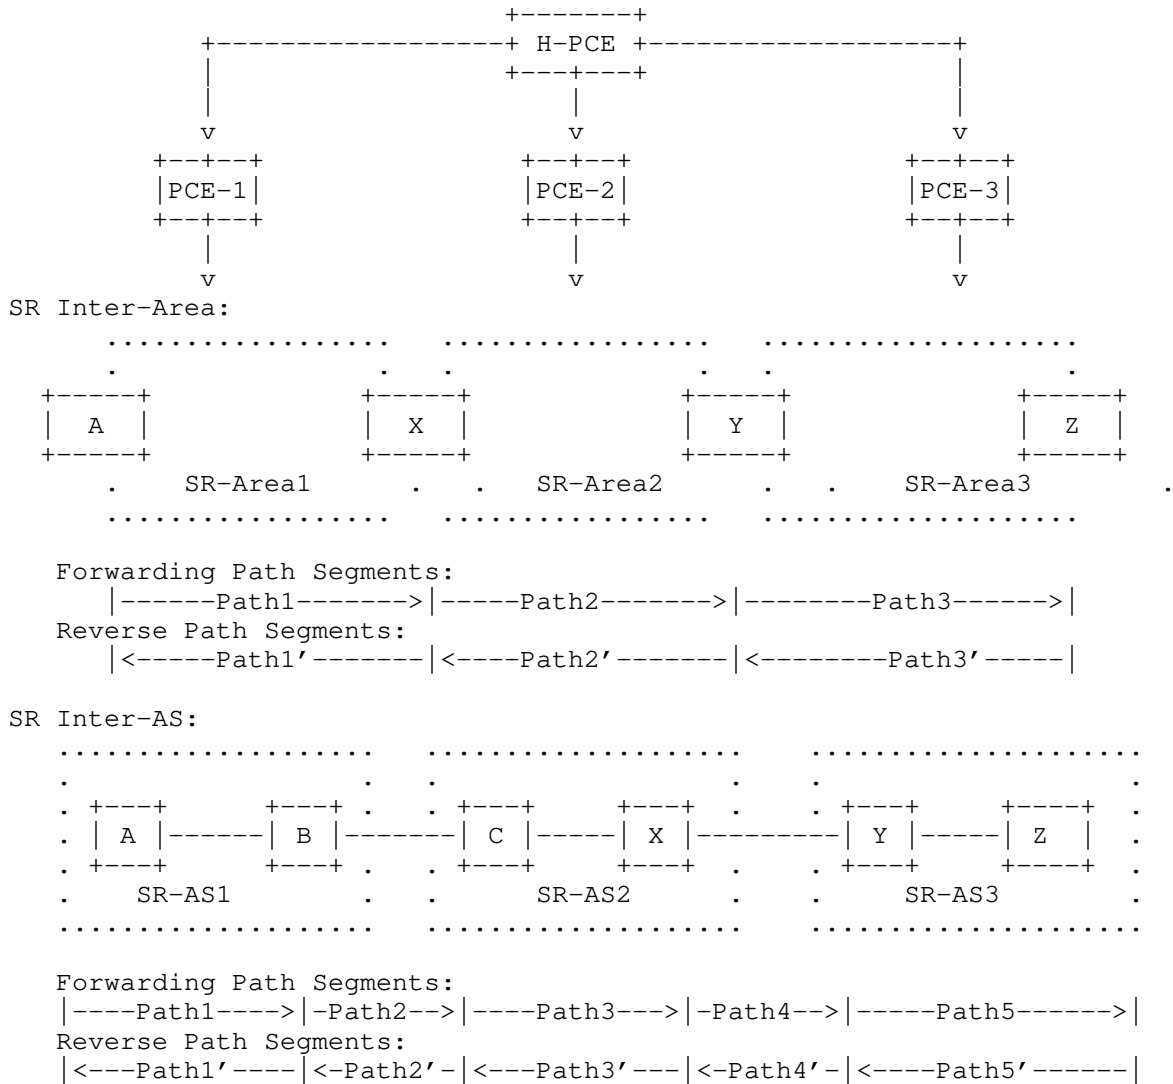 H-PCE
PCE-1 PCE-2 PCE-3
SR Inter-Area:
A X Y Z
SR-Area1 SR-Area2 SR-Area3
Forwarding Path Segments:
|------Path1------->|-----Path2------->|--------Path3------>|
Reverse Path Segments:
|<-----Path1'-------|<----Path2'-------|<--------Path3'-----|
SR Inter-AS:
A B C X Y Z
SR-AS1 SR-AS2 SR-AS3
Forwarding Path Segments:
|----Path1---->|-Path2-->|----Path3--->|-Path4-->|-----Path5------>|
Reverse Path Segments:
|<---Path1'----|<-Path2'-|<---Path3'---|<-Path4'-|<----Path5'------|